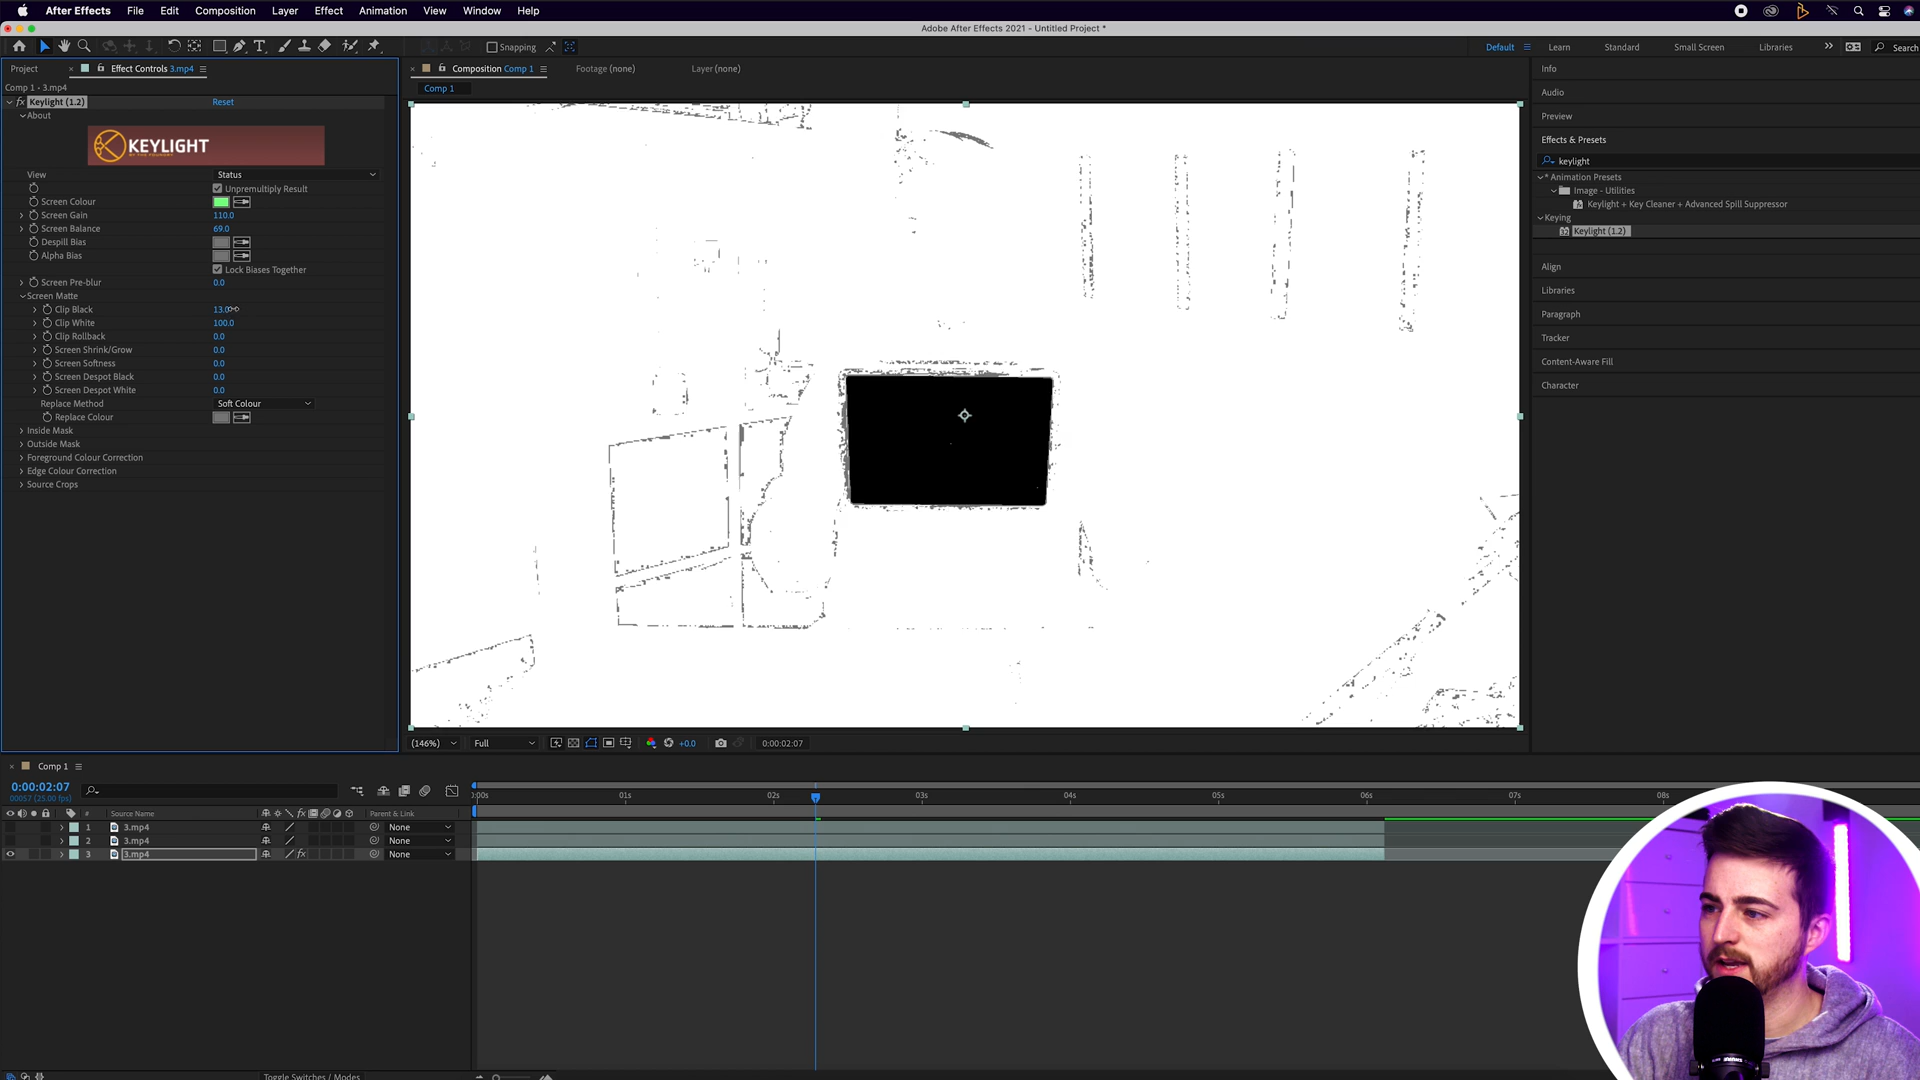 After Effects File Edit Composition Layer Effect Animation View Window Help
Adobe After Effects 2021 - Untitled Project *
Snapping Default Learn Standard Small Screen Libraries Search
Project Effect Controls 3.mp4 Composition Comp 1 Footage (none) Layer (none) Info
Comp 1 - 3.mp4 Comp 1
Audio
Keylight (1.2) Reset
About
Preview
KEYLIGHT
BY THE FOUNDRY
Effects & Presets
keylight
View Status
* Animation Presets
Unpremultiply Result
Image - Utilities
Screen Colour
Keylight + Key Cleaner + Advanced Spill Suppressor
Screen Gain 110.0
Keying
Screen Balance 69.0
Keylight (1.2)
Despill Bias
Alpha Bias
Lock Biases Together
Align
Screen Pre-blur 0.0
Libraries
Screen Matte
Clip Black 13.0
Paragraph
Clip White 100.0
Clip Rollback 0.0
Tracker
Screen Shrink/Grow 0.0
Screen Softness 0.0
Content-Aware Fill
Screen Despot Black 0.0
Character
Screen Despot White 0.0
Replace Method Soft Colour
Replace Colour
Inside Mask
Outside Mask
Foreground Colour Correction
Edge Colour Correction
Source Crops
(146%) Full +0.0 0:00:02:07
Comp 1
0:00:02:07
00057 (25.00 fps)
:00s 01s 02s 03s 04s 05s 06s 07s 08s
# Source Name Parent & Link
1 3.mp4 None
2 3.mp4 None
3 3.mp4 None
Toggle Switches / Modes